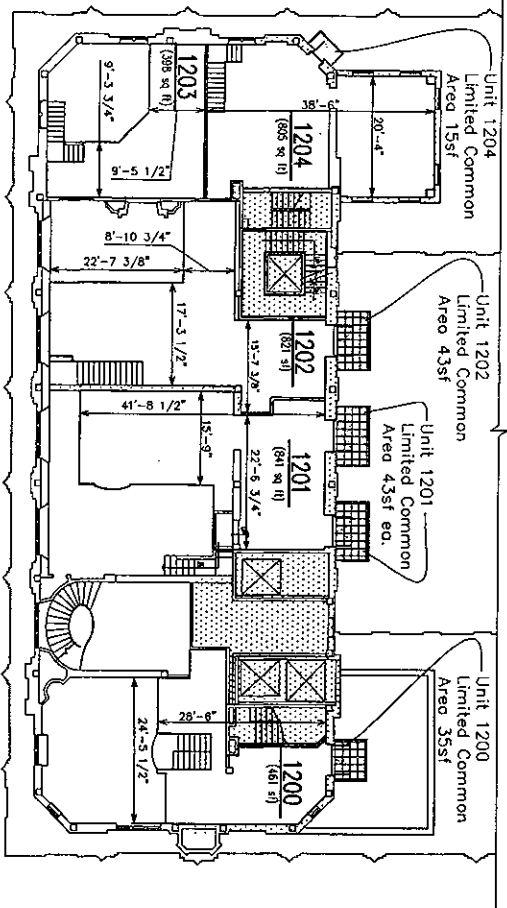 Unit 1204
Limited Common
Area 15sf
Unit 1202
Limited Common
Area 43sf
Unit 1201
Limited Common
Area 43sf ea.
Unit 1200
Limited Common
Area 35sf
1203
(398 sq ft)
9'-3 3/4"
9'-5 1/2"
38'-6"
20'-4"
1204
(805 sq ft)
8'-10 3/4"
22'-7 3/8"
17'-3 1/2"
1202
(821 sf)
15'-7 3/8"
41'-8 1/2"
15'-9"
1201
(841 sq ft)
22'-6 3/4"
28'-6"
24'-5 1/2"
1200
(461 sf)